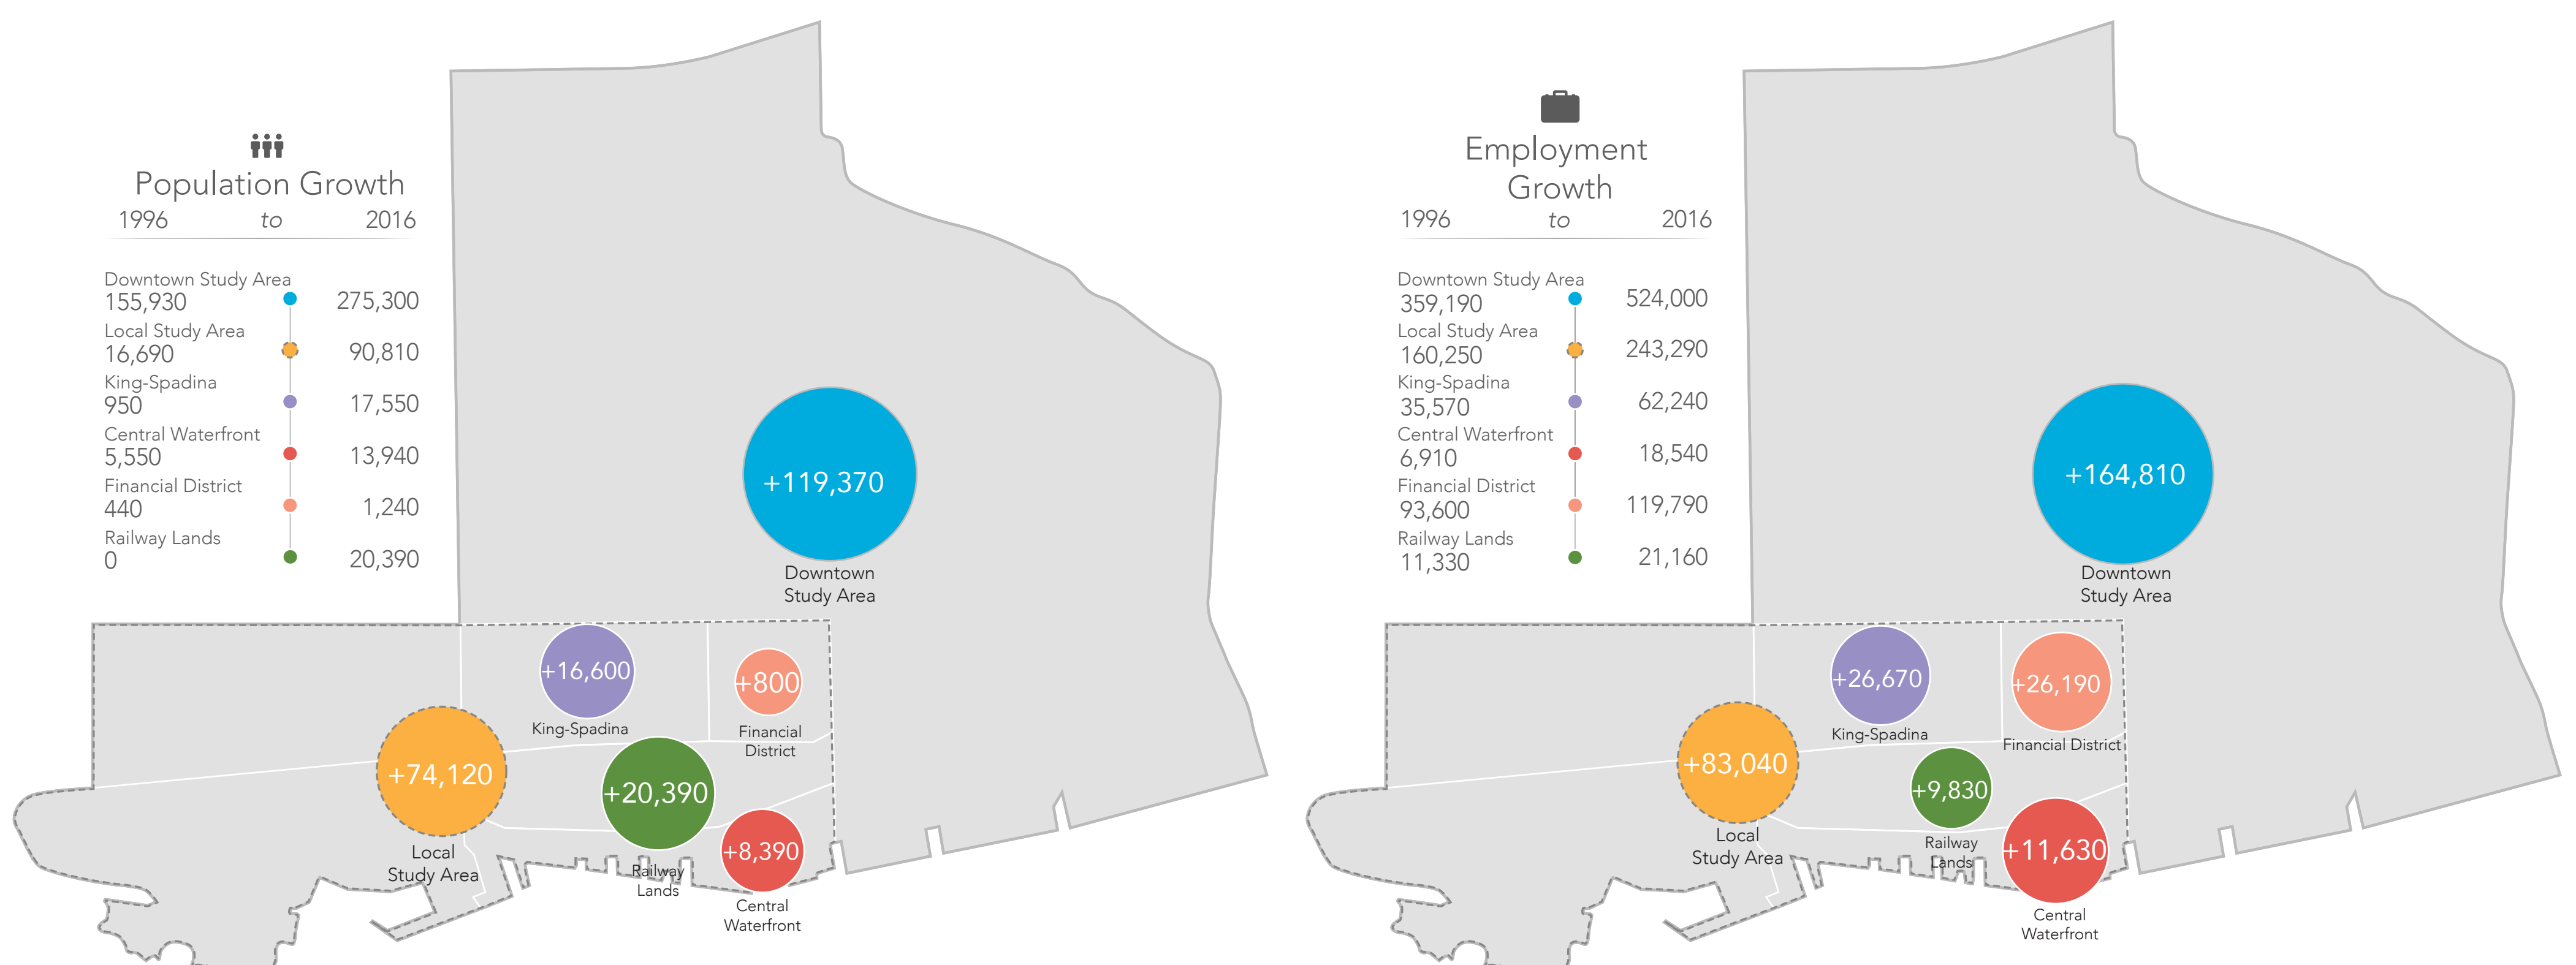 Population Growth
1996 to 2016
Downtown Study Area
155,930 275,300
Local Study Area
16,690 90,810
King-Spadina
950 17,550
Central Waterfront
5,550 13,940
Financial District
440 1,240
Railway Lands
0 20,390
+119,370
Downtown
Study Area
+16,600
King-Spadina
+800
Financial
District
+74,120
Local
Study Area
+20,390
Railway
Lands
+8,390
Central
Waterfront
Employment
Growth
1996 to 2016
Downtown Study Area
359,190 524,000
Local Study Area
160,250 243,290
King-Spadina
35,570 62,240
Central Waterfront
6,910 18,540
Financial District
93,600 119,790
Railway Lands
11,330 21,160
+164,810
Downtown
Study Area
+26,670
King-Spadina
+26,190
Financial District
+83,040
Local
Study Area
+9,830
Railway
Lands
+11,630
Central
Waterfront